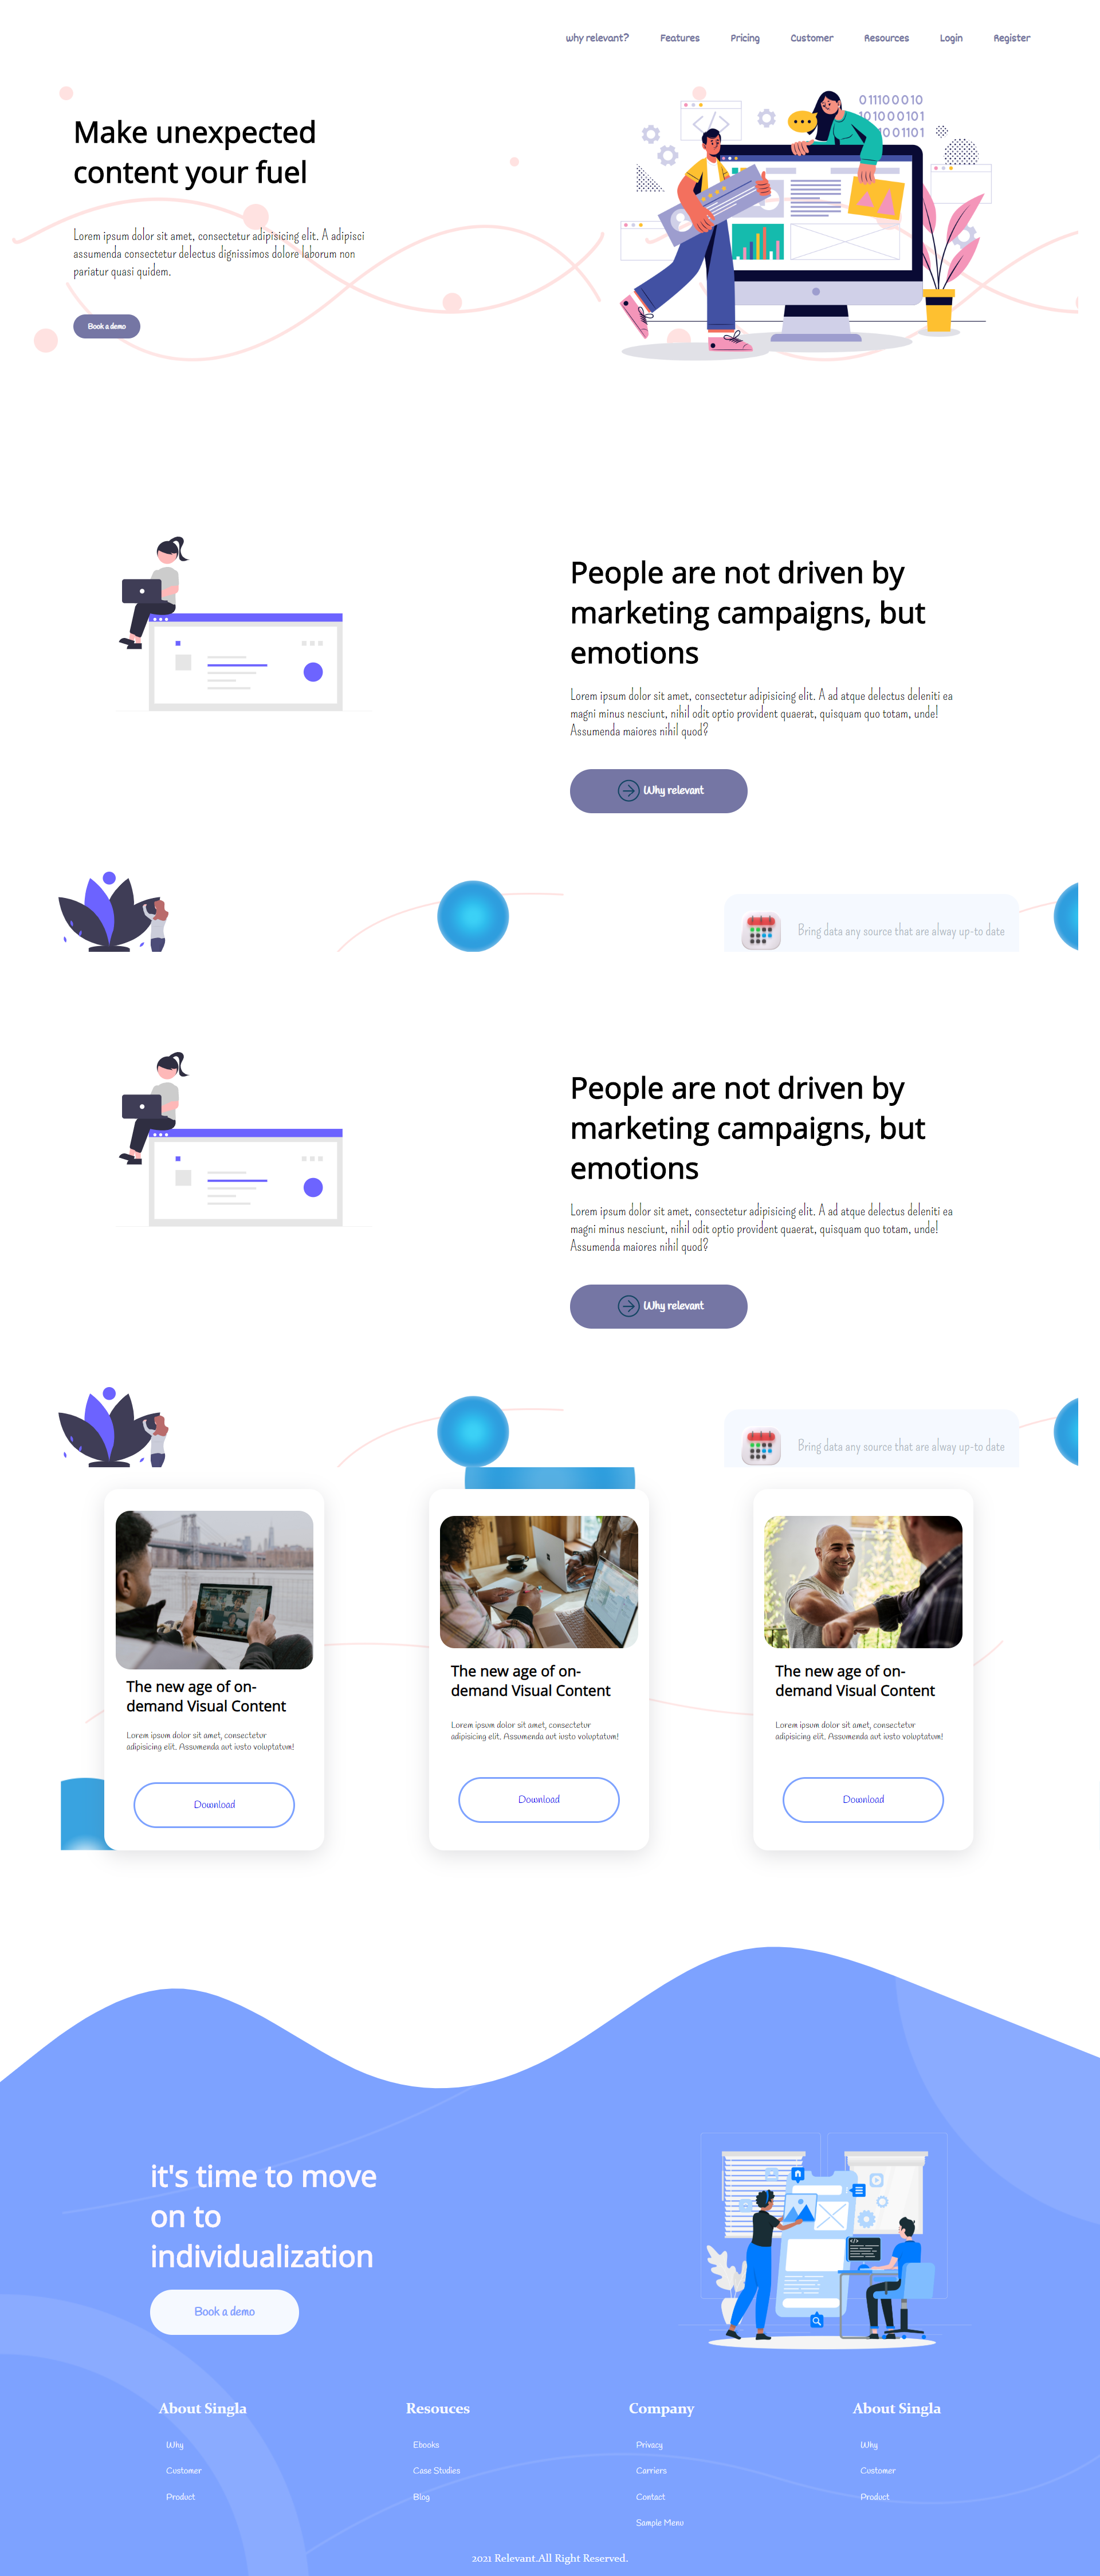 why relevant? Features Pricing Customer Resources Login Register
Make unexpected
content your fuel
Lorem ipsum dolor sit amet, consectetur adipisicing elit. A adipisci
assumenda consectetur delectus dignissimos dolore laborum non
pariatur quasi quidem.
Book a demo
01110010
101000101
1001101
</>
People are not driven by
marketing campaigns, but
emotions
Lorem ipsum dolor sit amet, consectetur adipisicing elit. A ad atque delectus deleniti ea
magni minus nesciunt, nihil odit optio provident quaerat, quisquam quo totam, unde!
Assumenda maiores nihil quod?
Why relevant
Bring data any source that are alway up-to date
People are not driven by
marketing campaigns, but
emotions
Lorem ipsum dolor sit amet, consectetur adipisicing elit. A ad atque delectus deleniti ea
magni minus nesciunt, nihil odit optio provident quaerat, quisquam quo totam, unde!
Assumenda maiores nihil quod?
Why relevant
Bring data any source that are alway up-to date
The new age of on-
demand Visual Content
Lorem ipsum dolor sit amet, consectetur
adipisicing elit. Assumenda aut iusto voluptatum!
Download
The new age of on-
demand Visual Content
Lorem ipsum dolor sit amet, consectetur
adipisicing elit. Assumenda aut iusto voluptatum!
Download
The new age of on-
demand Visual Content
Lorem ipsum dolor sit amet, consectetur
adipisicing elit. Assumenda aut iusto voluptatum!
Download
it's time to move
on to
individualization
Book a demo
About Singla
Why
Customer
Product
Resouces
Ebooks
Case Studies
Blog
Company
Privacy
Carriers
Contact
Sample Menu
About Singla
Why
Customer
Product
2021 Relevant.All Right Reserved.